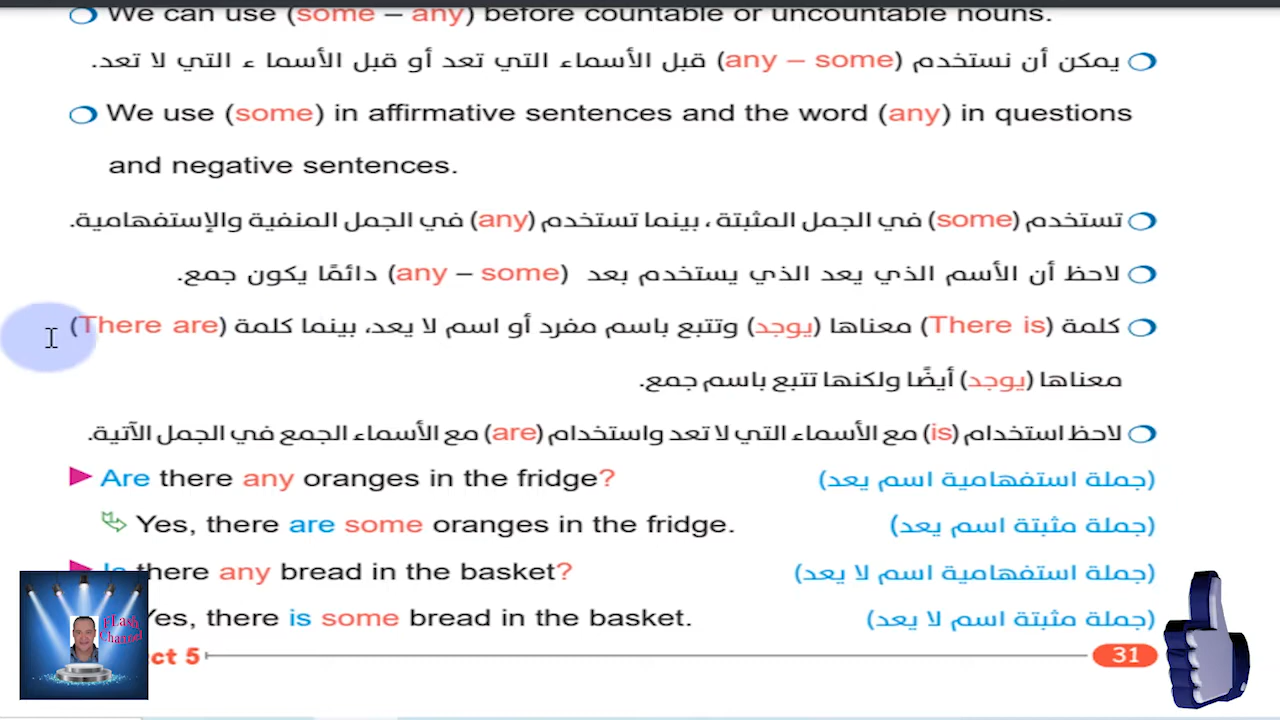 We can use (some – any) before countable or uncountable nouns.
يمكن أن نستخدم (any – some) قبل الأسماء التي تعد أو قبل الأسما ء التي لا تعد.
We use (some) in affirmative sentences and the word (any) in questions
and negative sentences.
تستخدم (some) في الجمل المثبتة ، بينما تستخدم (any) في الجمل المنفية والإستفهامية.
لاحظ أن الأسم الذي يعد الذي يستخدم بعد (any – some) دائمًا يكون جمع.
كلمة (There is) معناها (يوجد) وتتبع باسم مفرد أو اسم لا يعد، بينما كلمة (There are)
معناها (يوجد) أيضًا ولكنها تتبع باسم جمع.
لاحظ استخدام (is) مع الأسماء التي لا تعد واستخدام (are) مع الأسماء الجمع في الجمل الآتية.
Are there any oranges in the fridge? (جملة استفهامية اسم يعد)
Yes, there are some oranges in the fridge. (جملة مثبتة اسم يعد)
Is there any bread in the basket? (جملة استفهامية اسم لا يعد)
Yes, there is some bread in the basket. (جملة مثبتة اسم لا يعد)
fLash Channel
ct 5
31